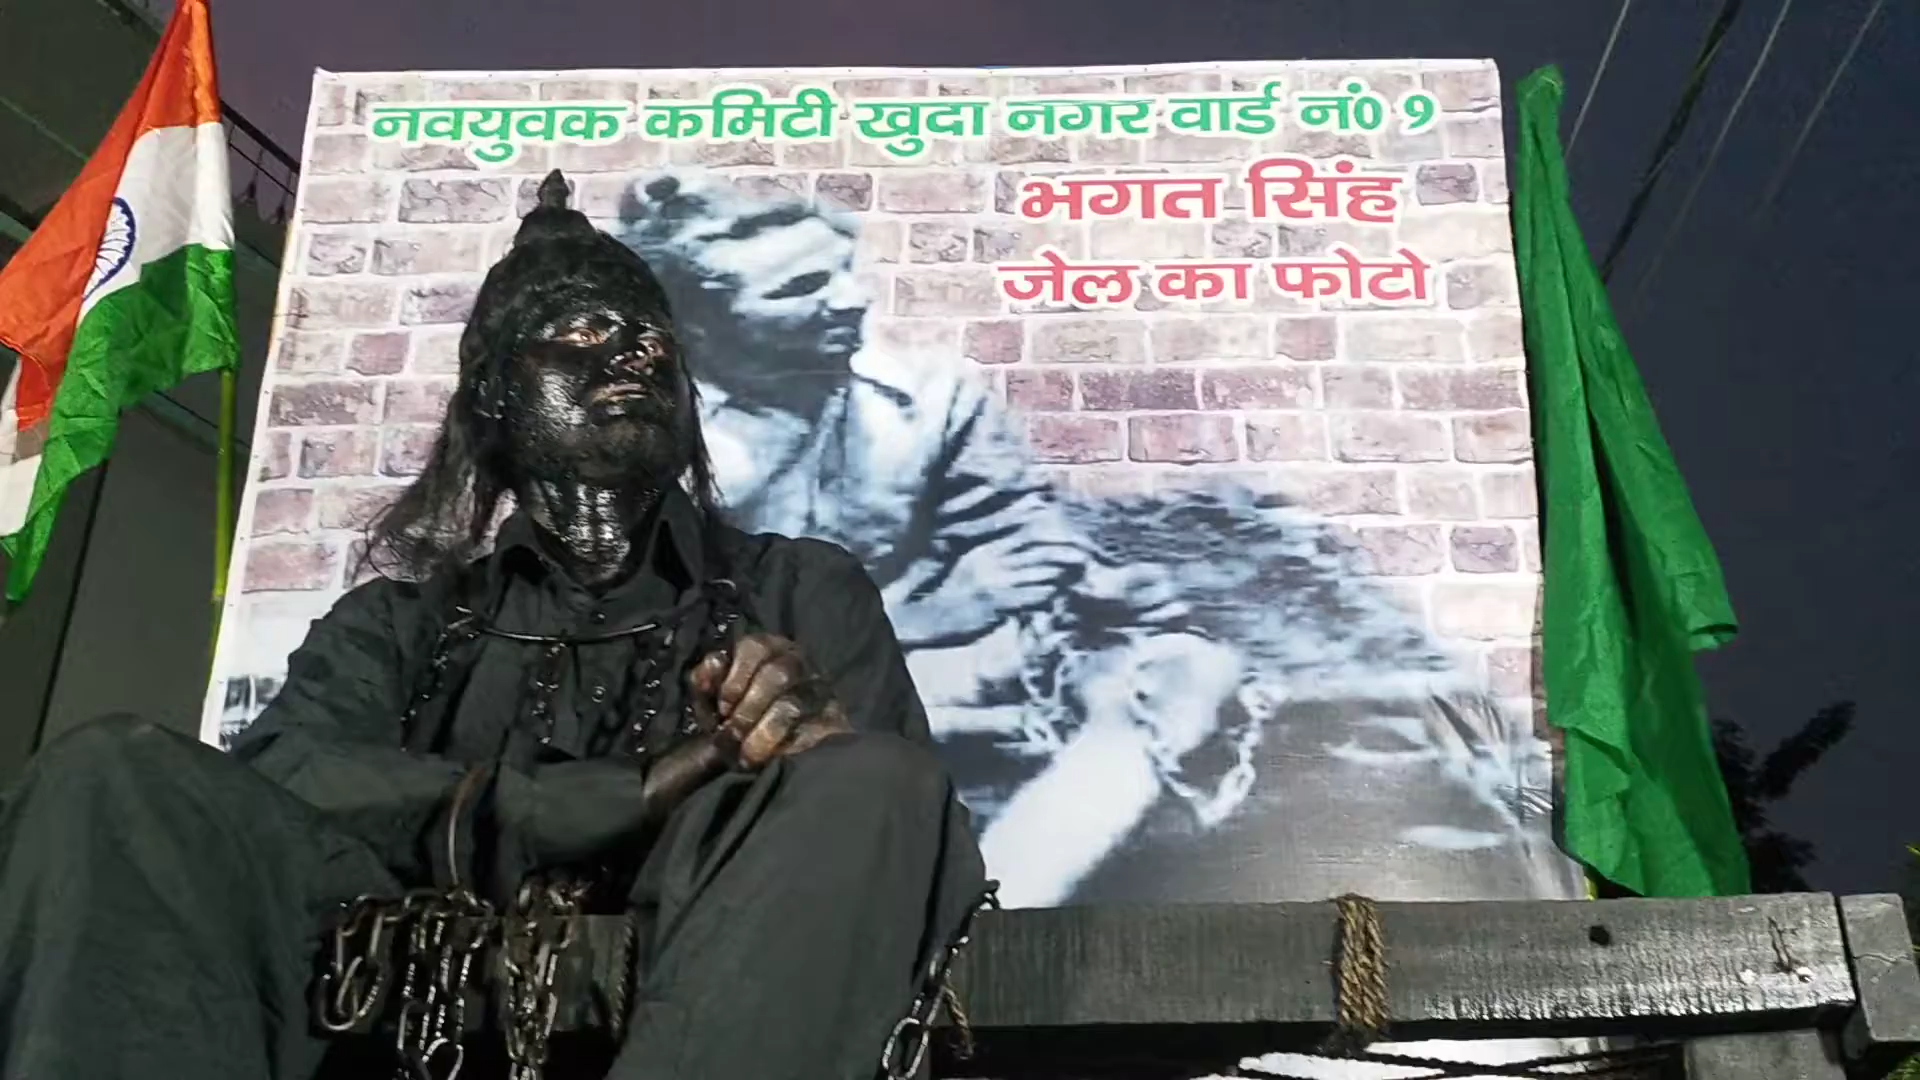 नवयुवक कमिटी खुदा नगर वार्ड नं0 9
भगत सिंह
जेल का फोटो